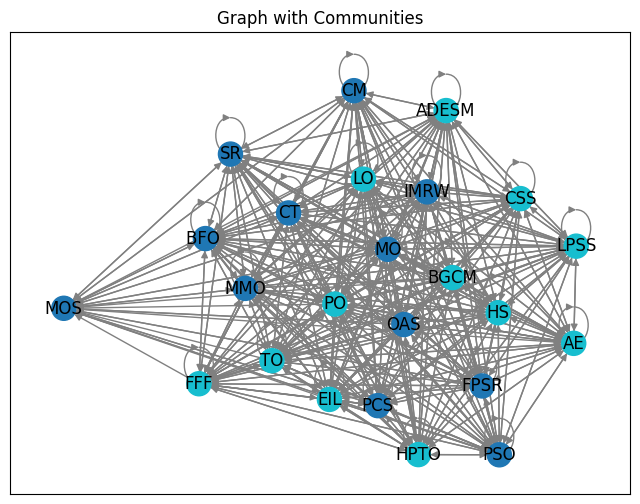 Graph with Communities
CM
ADESM
SR
LO
IMRW
CSS
CT
BFO
MO
LPSS
BGCM
MMO
PO
MOS
HS
OAS
AE
TO
FFF
FPSR
EIL
PCS
HPTO
PSO